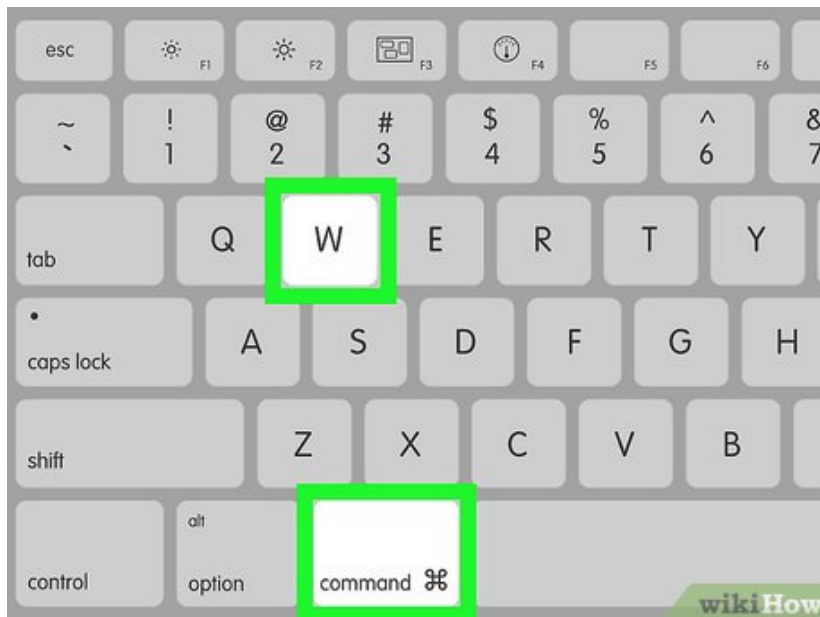 esc F1 F2 F3 F4 F5 F6
~ ! @ # $ % ^ &
` 1 2 3 4 5 6 7
tab Q W E R T Y
caps lock A S D F G H
shift Z X C V B
alt
control option command ⌘
wikiHow